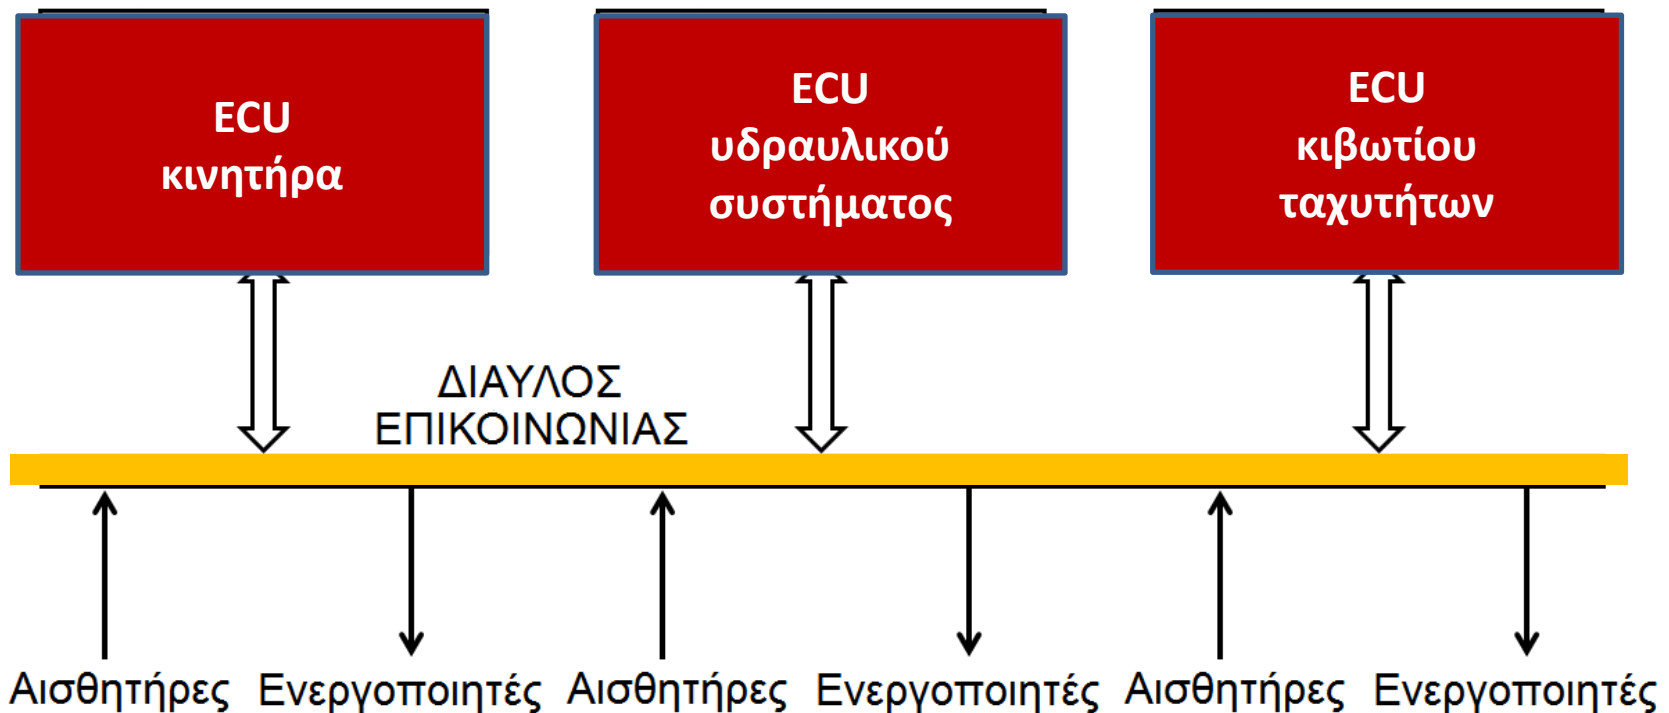 ECU
κινητήρα
ECU
υδραυλικού
συστήματος
ECU
κιβωτίου
ταχυτήτων
ΔΙΑΥΛΟΣ
ΕΠΙΚΟΙΝΩΝΙΑΣ
Αισθητήρες Ενεργοποιητές Αισθητήρες Ενεργοποιητές Αισθητήρες Ενεργοποιητές